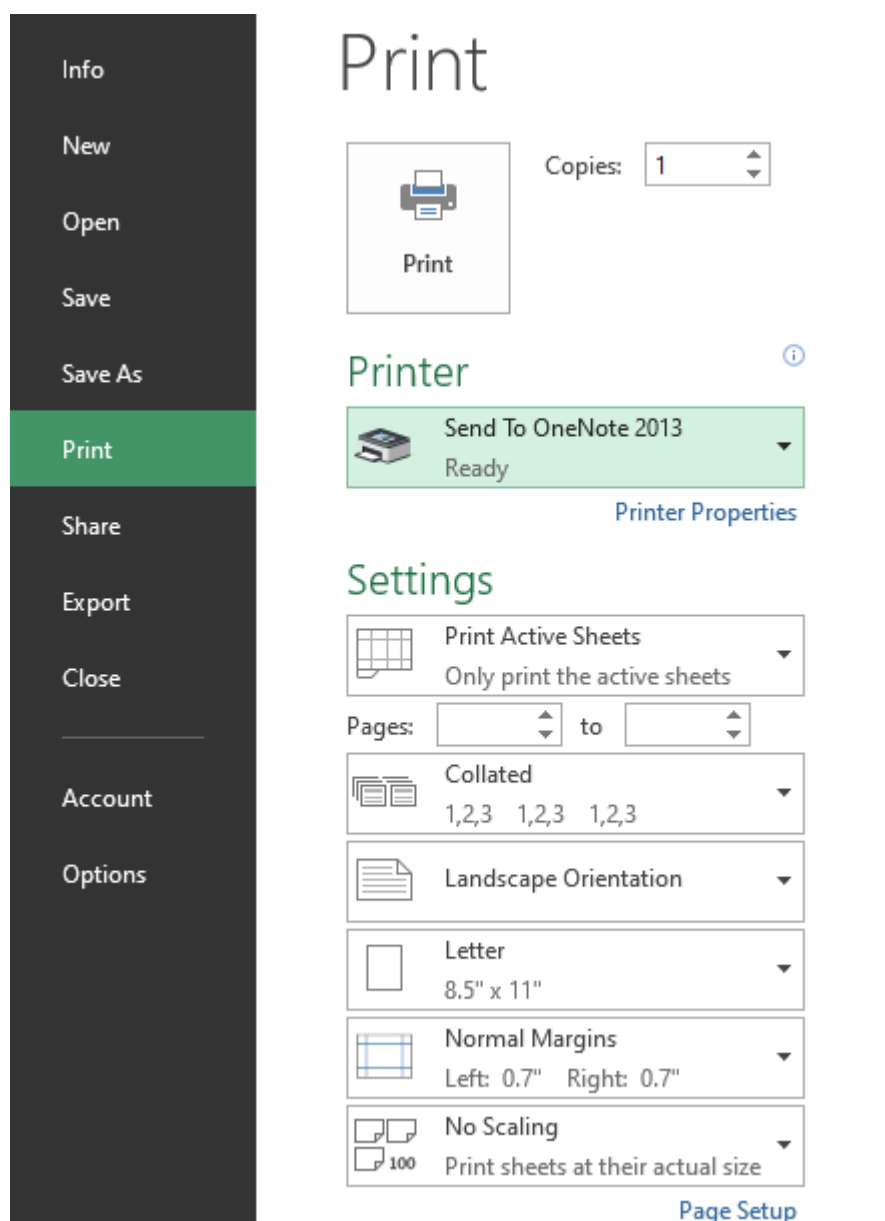 Info
New
Open
Save
Save As
Print
Share
Export
Close
Account
Options
Print
Print
Copies: 1
Printer
Send To OneNote 2013
Ready
Printer Properties
Settings
Print Active Sheets
Only print the active sheets
Pages: to
Collated
1,2,3 1,2,3 1,2,3
Landscape Orientation
Letter
8.5" x 11"
Normal Margins
Left: 0.7" Right: 0.7"
No Scaling
100
Print sheets at their actual size
Page Setup